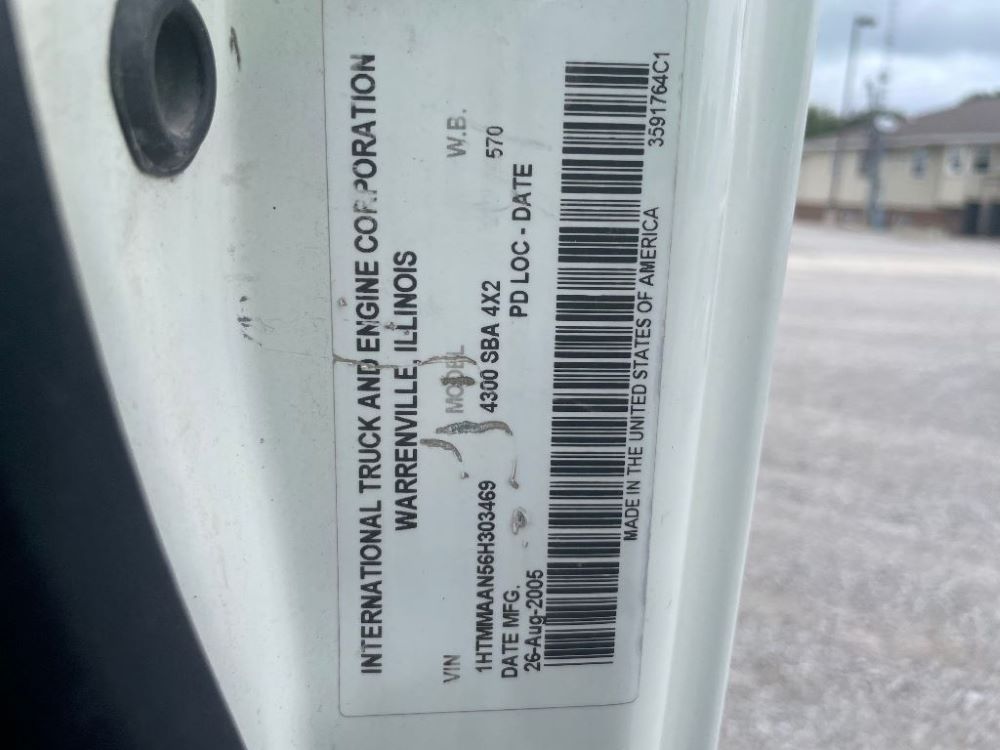 INTERNATIONAL TRUCK AND ENGINE CORPORATION
WARRENVILLE, ILLINOIS
VIN MODEL W.B.
1HTMMAAN56H303469 4300 SBA 4X2 570
DATE MFG. PD LOC - DATE
26-Aug-2005
MADE IN THE UNITED STATES OF AMERICA 3591764C1